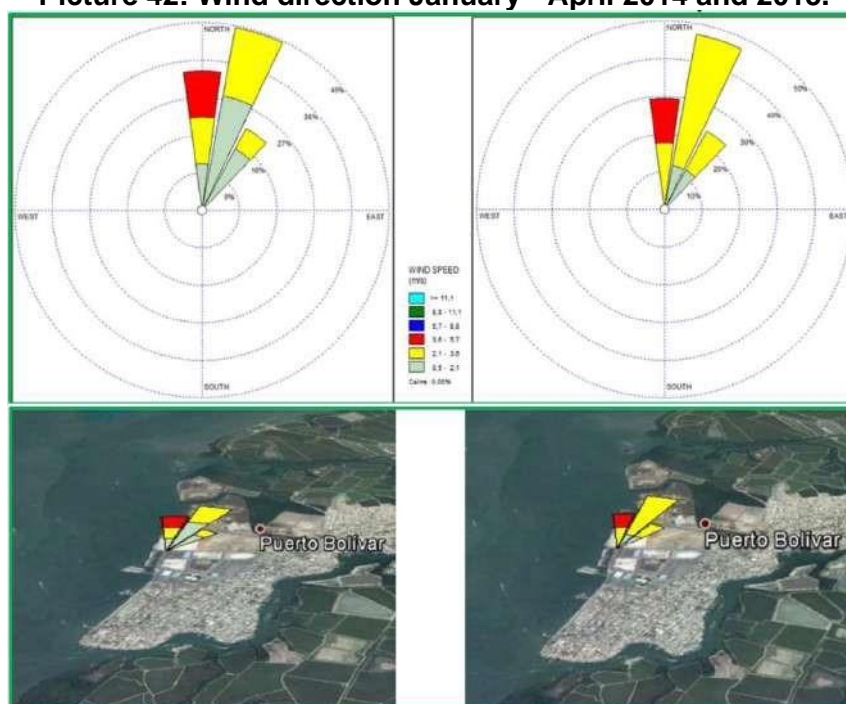 Picture 42: Wind direction January - April 2014 and 2015.
NORTH
45%
36%
27%
18%
9%
WEST
EAST
SOUTH
WIND SPEED
(m/s)
>= 11,1
8,8 - 11,1
5,7 - 8,8
3,6 - 5,7
2,1 - 3,6
0,5 - 2,1
Calms: 0.00%
NORTH
50%
40%
30%
20%
10%
WEST
EAST
SOUTH
Puerto Bolivar
Puerto Bolivar